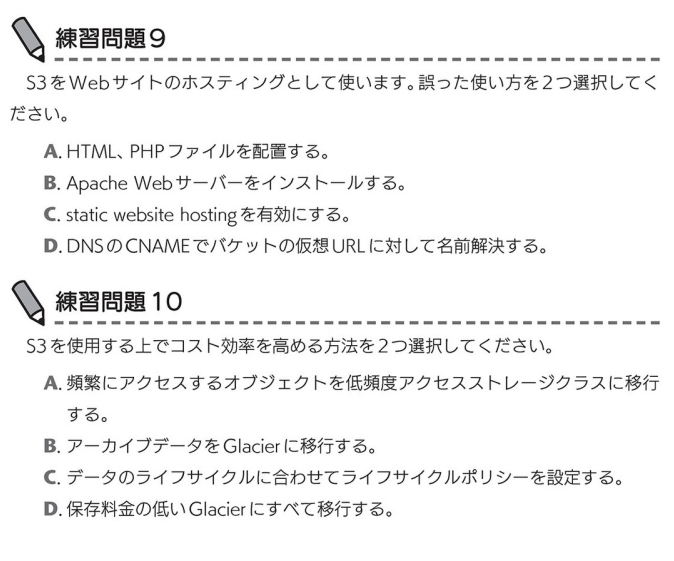 練習問題9
S3をWebサイトのホスティングとして使います。誤った使い方を2つ選択してく
ださい。
A. HTML、PHPファイルを配置する。
B. Apache Webサーバーをインストールする。
C. static website hostingを有効にする。
D. DNSのCNAMEでバケットの仮想URLに対して名前解決する。
練習問題10
S3を使用する上でコスト効率を高める方法を2つ選択してください。
A. 頻繁にアクセスするオブジェクトを低頻度アクセスストレージクラスに移行
する。
B. アーカイブデータをGlacierに移行する。
C. データのライフサイクルに合わせてライフサイクルポリシーを設定する。
D. 保存料金の低いGlacierにすべて移行する。